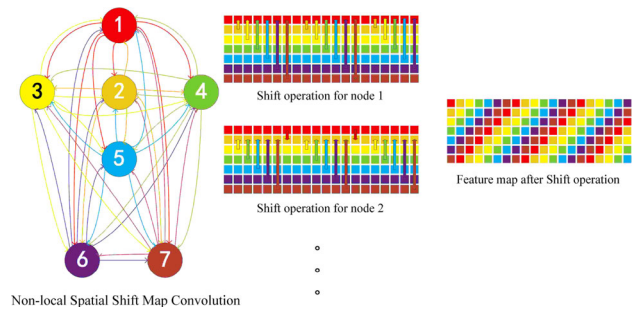 1
3
2
4
5
6
7
Non-local Spatial Shift Map Convolution
Shift operation for node 1
Shift operation for node 2
Feature map after Shift operation